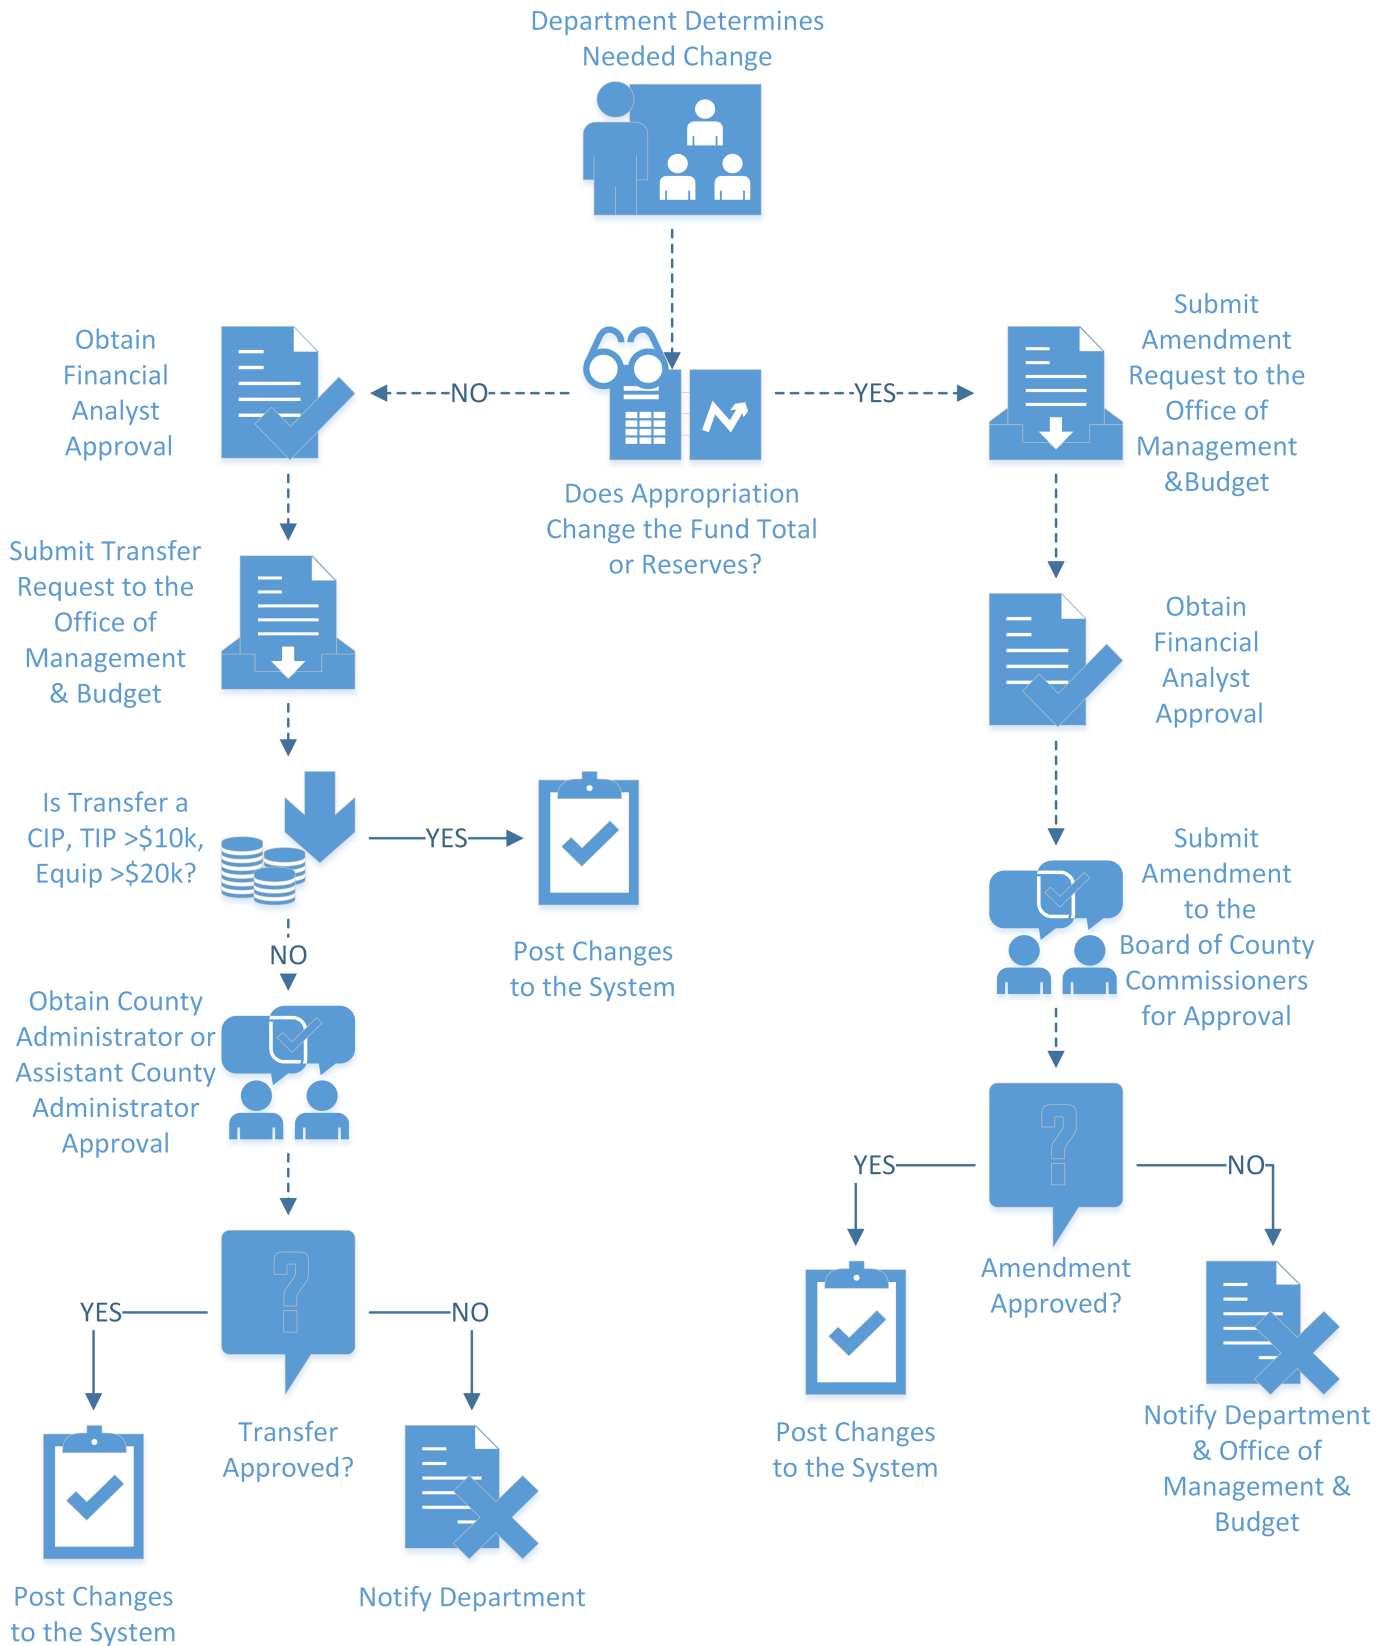 Department Determines
Needed Change
Obtain
Financial
Analyst
Approval
NO
YES
Submit
Amendment
Request to the
Office of
Management
&Budget
Does Appropriation
Change the Fund Total
or Reserves?
Submit Transfer
Request to the
Office of
Management
& Budget
Obtain
Financial
Analyst
Approval
Is Transfer a
CIP, TIP >$10k,
Equip >$20k?
YES
Post Changes
to the System
NO
Submit
Amendment
to the
Board of County
Commissioners
for Approval
Obtain County
Administrator or
Assistant County
Administrator
Approval
YES
NO
Amendment
Approved?
YES
NO
Transfer
Approved?
Post Changes
to the System
Notify Department
& Office of
Management &
Budget
Post Changes
to the System
Notify Department